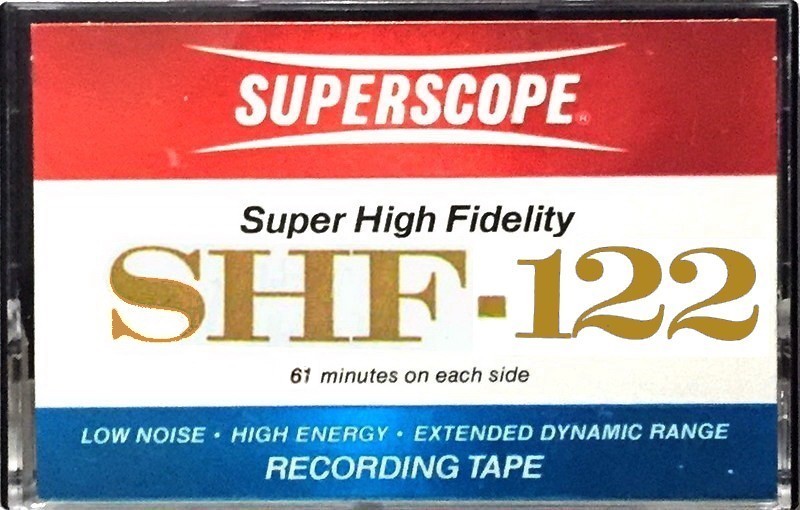 SUPERSCOPE®
Super High Fidelity
SHF-122
61 minutes on each side
LOW NOISE • HIGH ENERGY • EXTENDED DYNAMIC RANGE
RECORDING TAPE